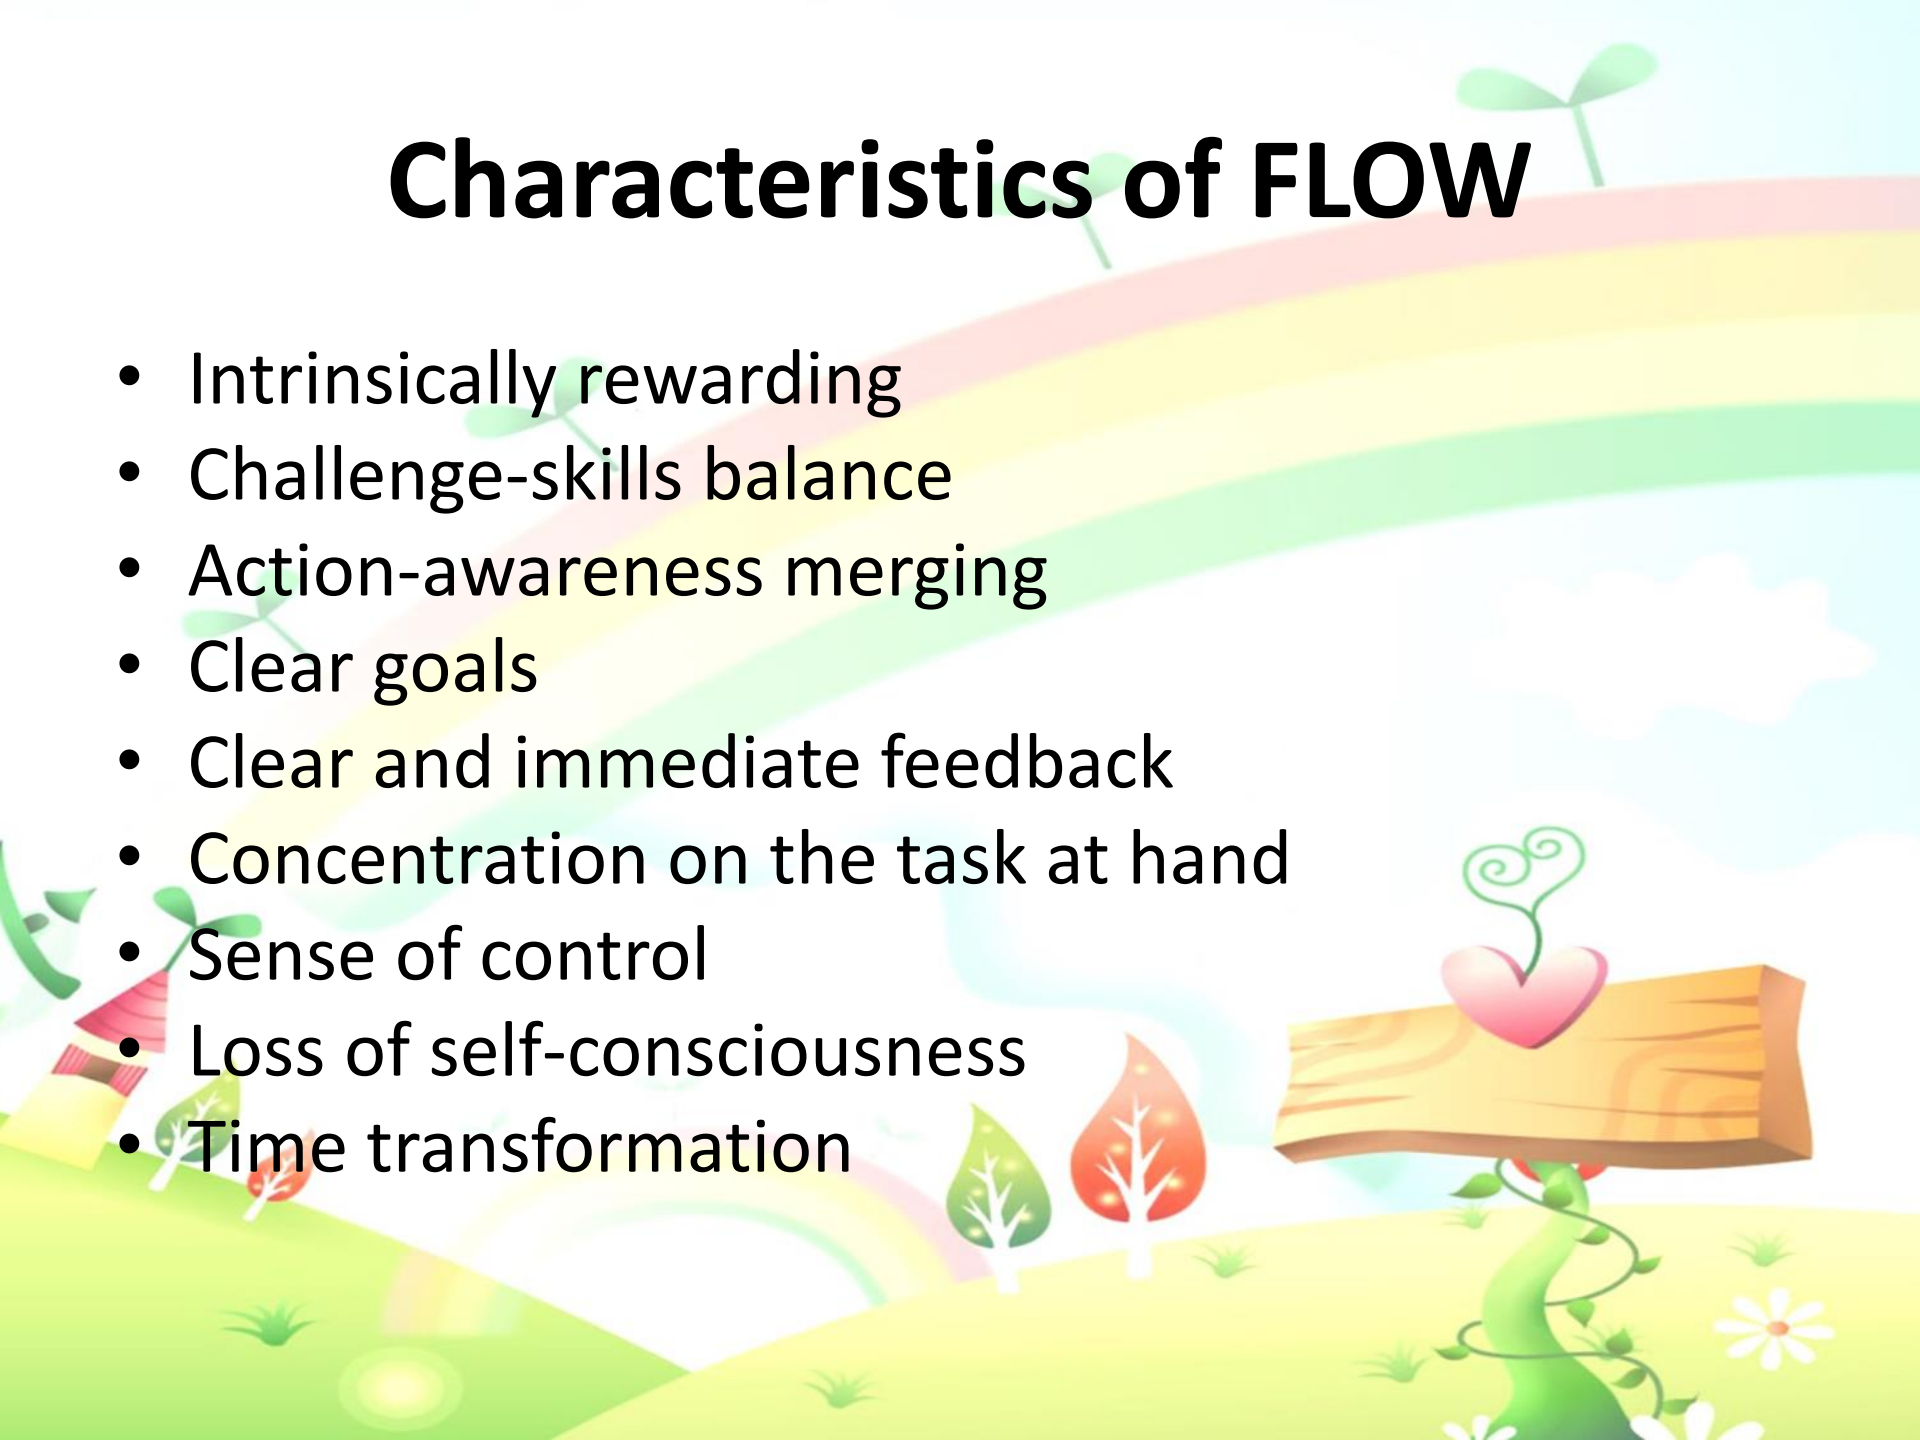 Characteristics of FLOW
• Intrinsically rewarding
• Challenge-skills balance
• Action-awareness merging
• Clear goals
• Clear and immediate feedback
• Concentration on the task at hand
• Sense of control
• Loss of self-consciousness
• Time transformation